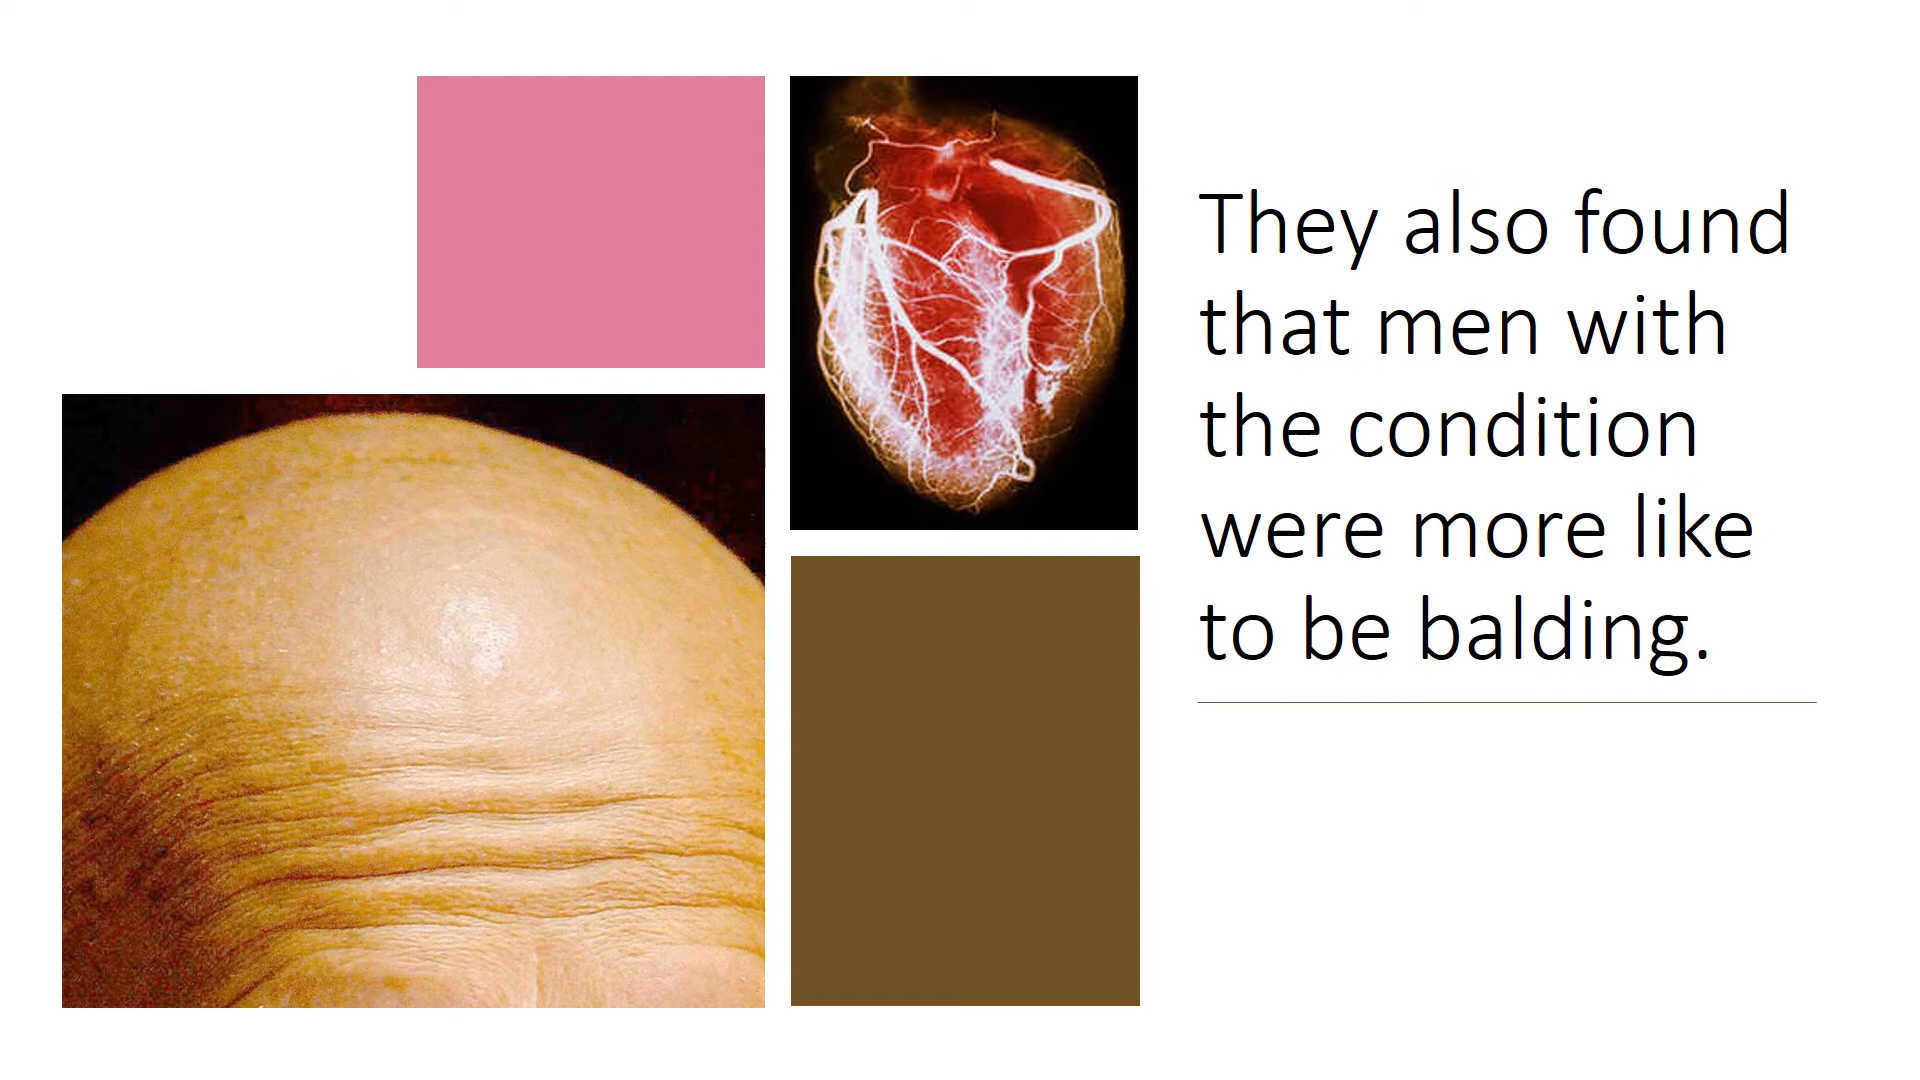 They also found
that men with
the condition
were more like
to be balding.